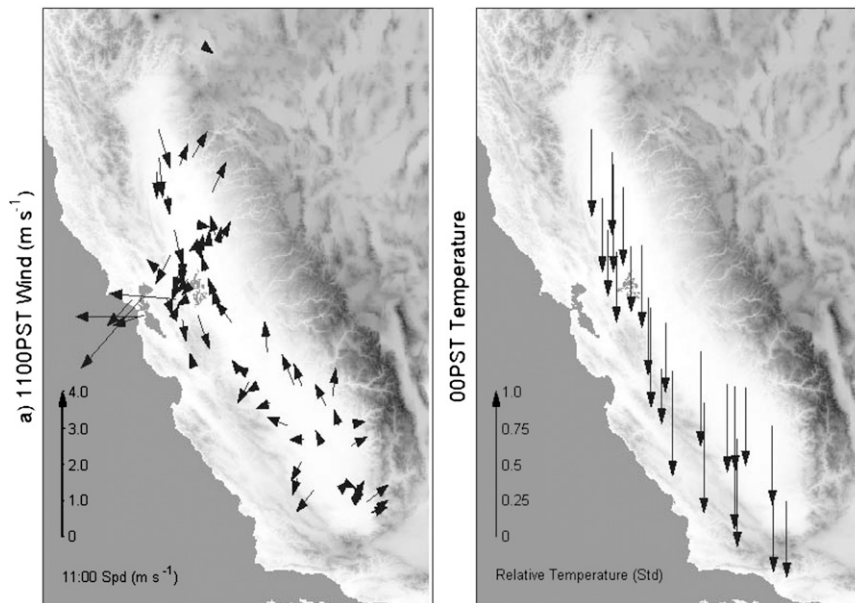 a) 1100PST Wind (m s-1)
4.0
3.0
2.0
1.0
0
11:00 Spd (m s-1)
00PST Temperature
1.0
0.75
0.5
0.25
0
Relative Temperature (Std)